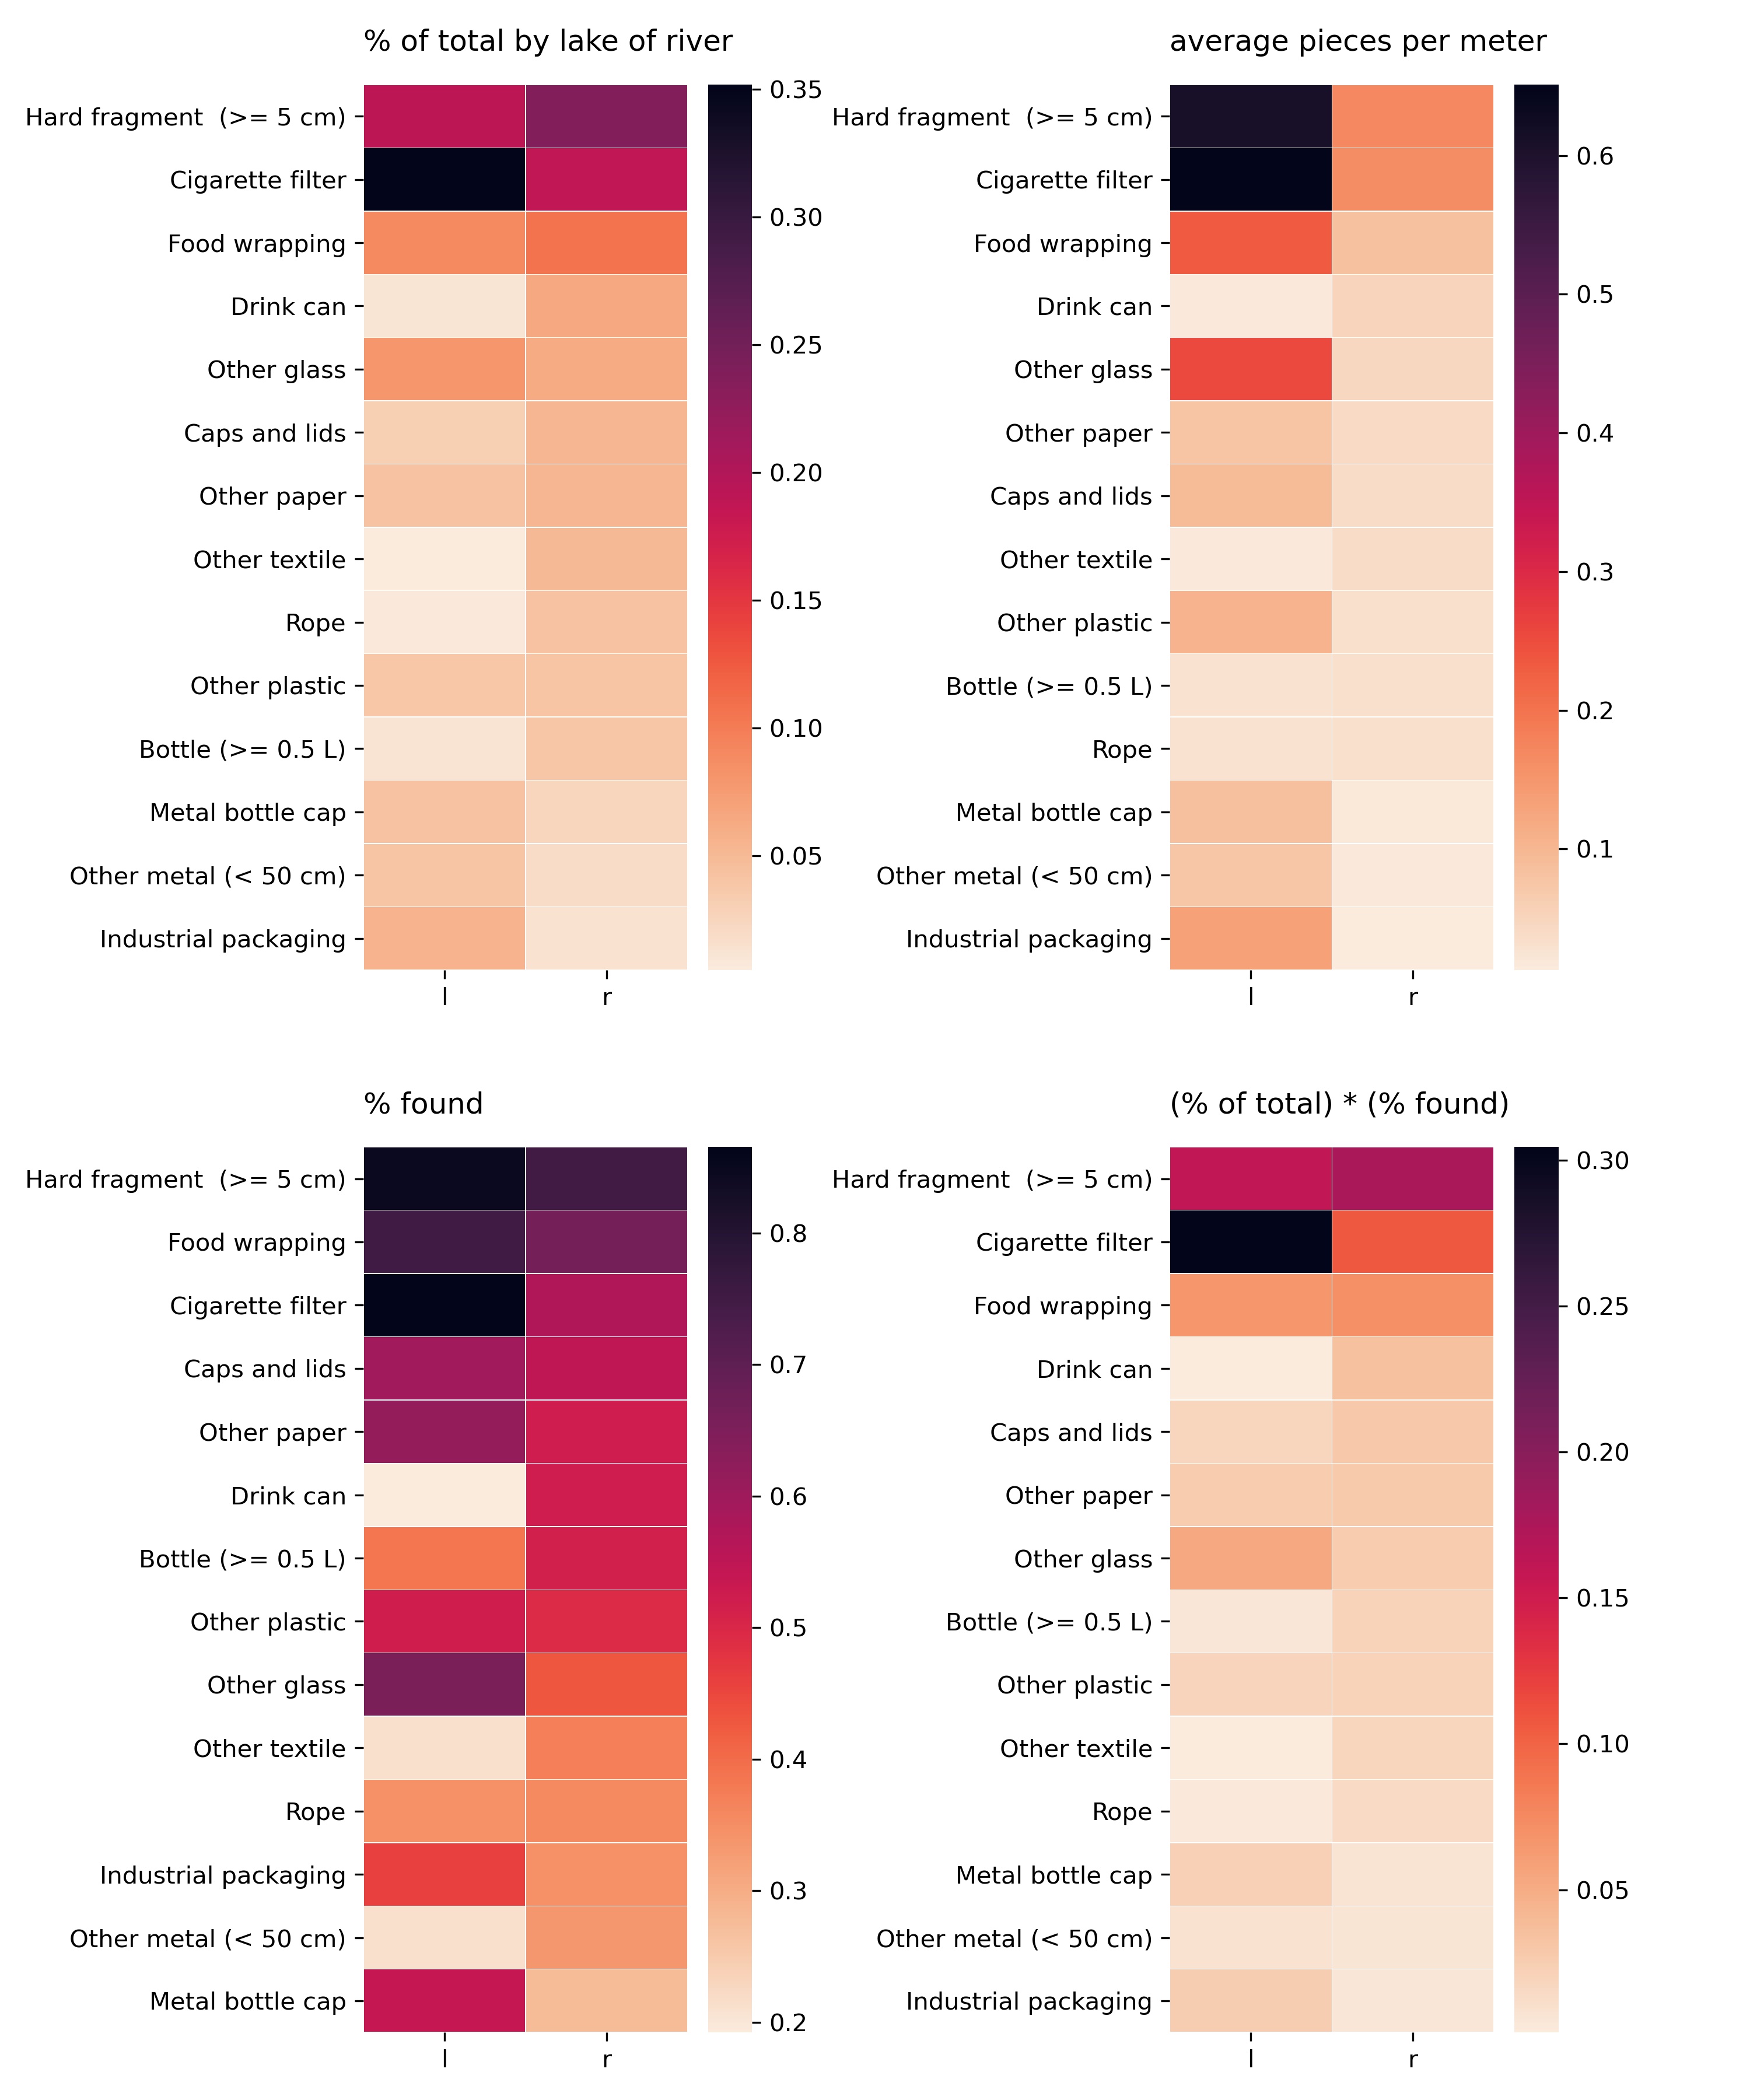 % of total by lake of river
Hard fragment  (>= 5 cm)
Cigarette filter
Food wrapping
Drink can
Other glass
Caps and lids
Other paper
Other textile
Rope
Other plastic
Bottle (>= 0.5 L)
Metal bottle cap
Other metal (< 50 cm)
Industrial packaging
l r
0.35
0.30
0.25
0.20
0.15
0.10
0.05
average pieces per meter
Hard fragment  (>= 5 cm)
Cigarette filter
Food wrapping
Drink can
Other glass
Other paper
Caps and lids
Other textile
Other plastic
Bottle (>= 0.5 L)
Rope
Metal bottle cap
Other metal (< 50 cm)
Industrial packaging
l r
0.6
0.5
0.4
0.3
0.2
0.1
% found
Hard fragment  (>= 5 cm)
Food wrapping
Cigarette filter
Caps and lids
Other paper
Drink can
Bottle (>= 0.5 L)
Other plastic
Other glass
Other textile
Rope
Industrial packaging
Other metal (< 50 cm)
Metal bottle cap
l r
0.8
0.7
0.6
0.5
0.4
0.3
0.2
(% of total) * (% found)
Hard fragment  (>= 5 cm)
Cigarette filter
Food wrapping
Drink can
Caps and lids
Other paper
Other glass
Bottle (>= 0.5 L)
Other plastic
Other textile
Rope
Metal bottle cap
Other metal (< 50 cm)
Industrial packaging
l r
0.30
0.25
0.20
0.15
0.10
0.05